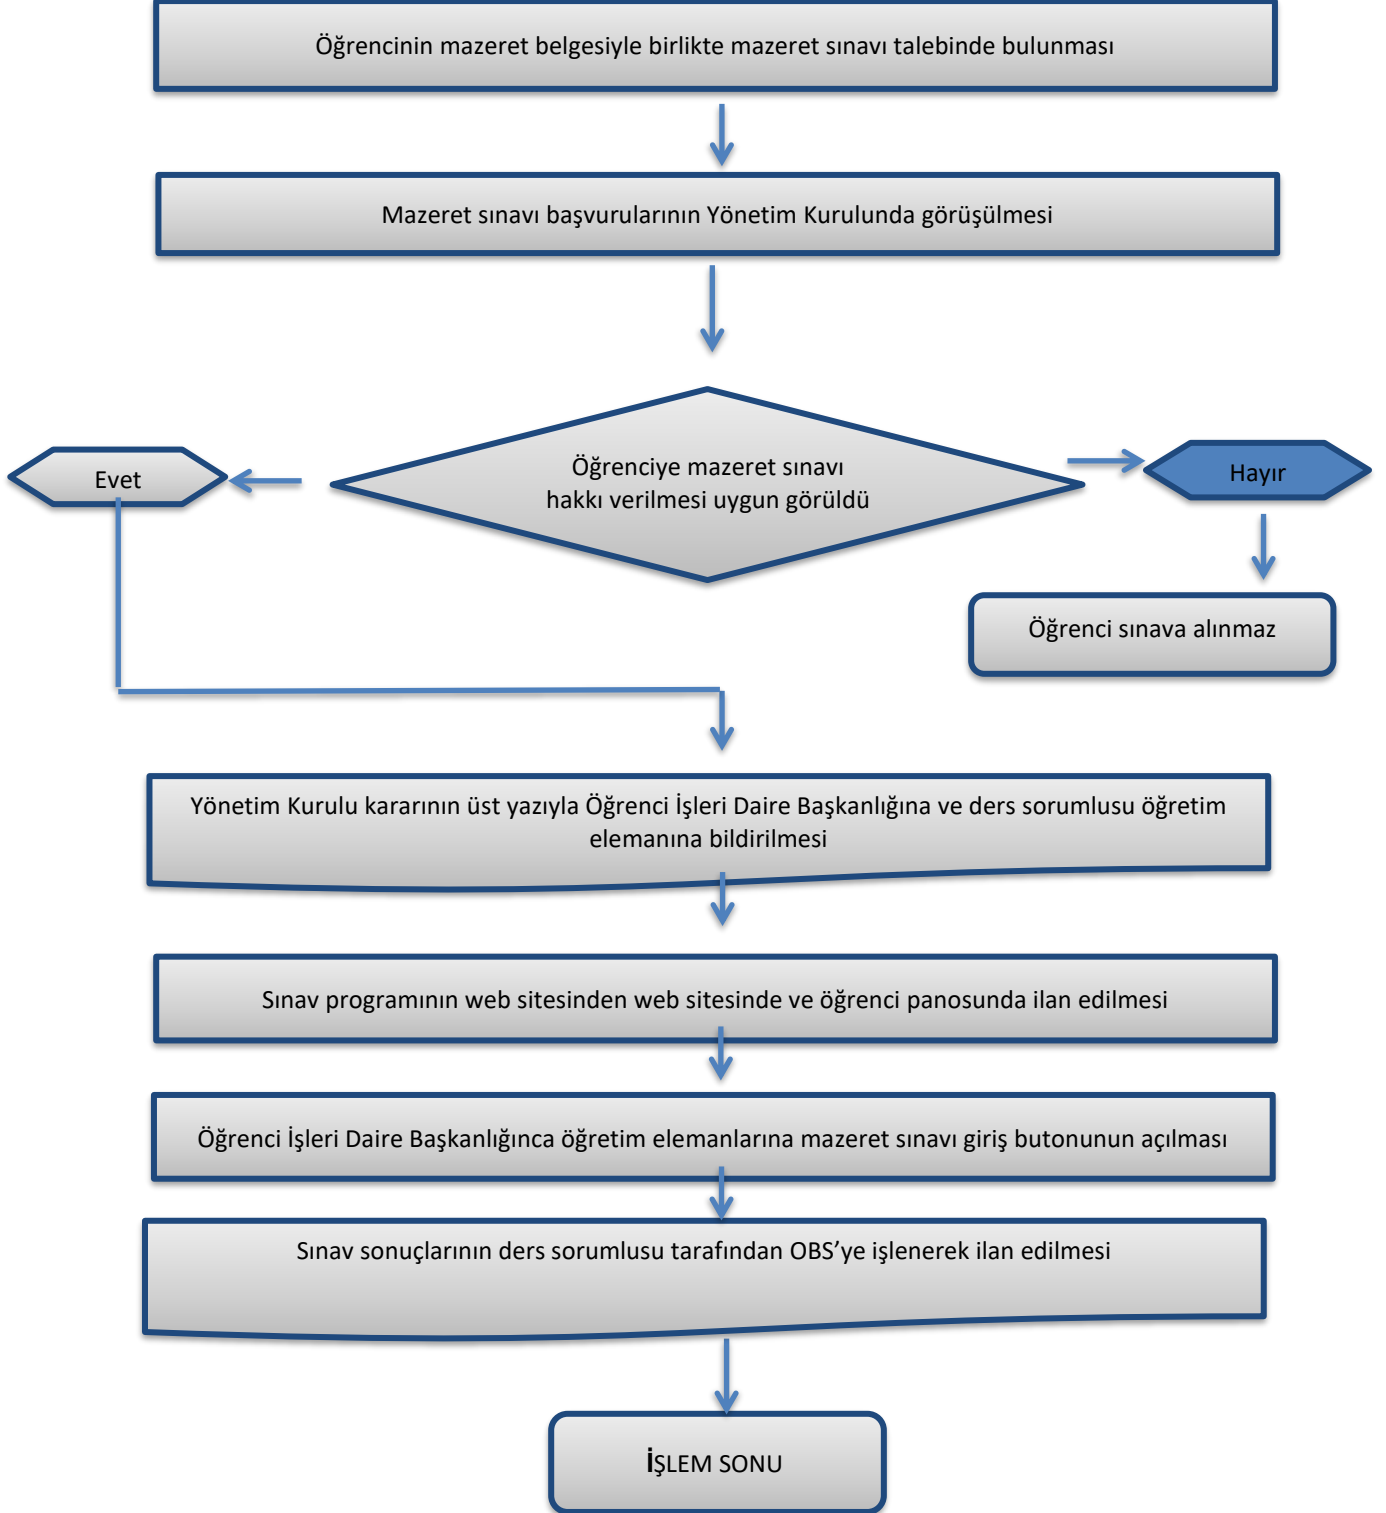 Öğrencinin mazeret belgesiyle birlikte mazeret sınavı talebinde bulunması
Mazeret sınavı başvurularının Yönetim Kurulunda görüşülmesi
Öğrenciye mazeret sınavı
hakkı verilmesi uygun görüldü
Evet
Hayır
Öğrenci sınava alınmaz
Yönetim Kurulu kararının üst yazıyla Öğrenci İşleri Daire Başkanlığına ve ders sorumlusu öğretim
elemanına bildirilmesi
Sınav programının web sitesinden web sitesinde ve öğrenci panosunda ilan edilmesi
Öğrenci İşleri Daire Başkanlığınca öğretim elemanlarına mazeret sınavı giriş butonunun açılması
Sınav sonuçlarının ders sorumlusu tarafından OBS’ye işlenerek ilan edilmesi
İŞLEM SONU